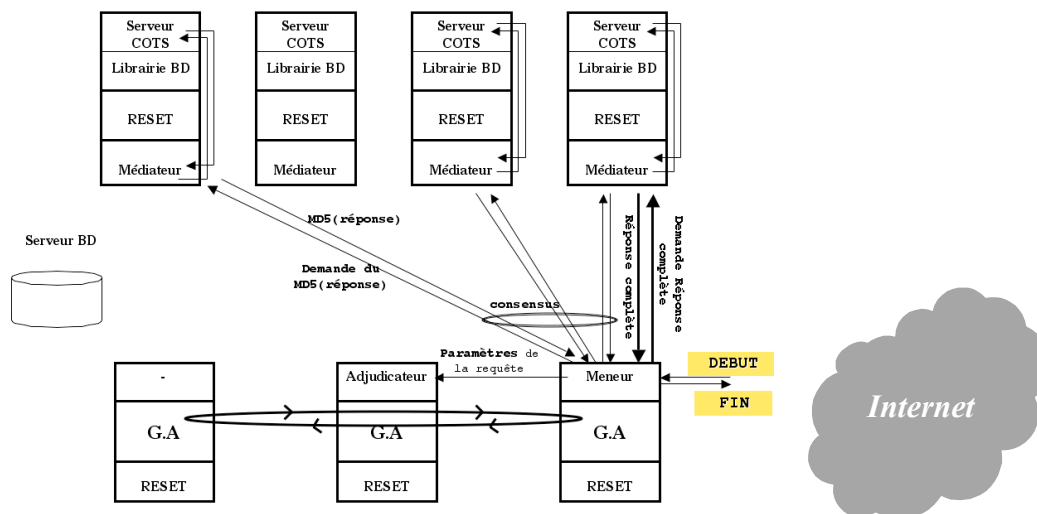 Serveur
COTS
Librairie BD
RESET
Médiateur
Serveur
COTS
Librairie BD
RESET
Médiateur
Serveur
COTS
Librairie BD
RESET
Médiateur
Serveur
COTS
Librairie BD
RESET
Médiateur
MD5(réponse)
Demande du
MD5(réponse)
Réponse complète
Demande Réponse
complète
Serveur BD
consensus
Paramètres de
la requête
DEBUT
FIN
-
G.A
RESET
Adjudicateur
G.A
RESET
Meneur
G.A
RESET
Internet